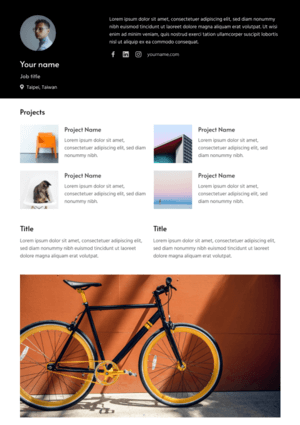 Lorem ipsum dolor sit amet, consectetuer adipiscing elit, sed diam nonummy
nibh euismod tincidunt ut laoreet dolore magna aliquam erat volutpat. Ut wisi
enim ad minim veniam, quis nostrud exerci tation ullamcorper suscipit lobortis
nisl ut aliquip ex ea commodo consequat.
yourname.com
Your name
Job title
Taipei, Taiwan
Projects
Project Name
Lorem ipsum dolor sit amet,
consectetuer adipiscing elit, sed diam
nonummy nibh.
Project Name
Lorem ipsum dolor sit amet,
consectetuer adipiscing elit, sed
diam nonummy nibh.
Project Name
Lorem ipsum dolor sit amet,
consectetuer adipiscing elit, sed diam
nonummy nibh.
Project Name
Lorem ipsum dolor sit amet,
consectetuer adipiscing elit, sed
diam nonummy nibh.
Title
Lorem ipsum dolor sit amet, consectetuer adipiscing
elit, sed diam nonummy nibh euismod tincidunt ut laoreet
dolore magna aliquam erat volutpat.
Title
Lorem ipsum dolor sit amet, consectetuer adipiscing
elit, sed diam nonummy nibh euismod tincidunt ut laoreet
dolore magna aliquam erat volutpat.